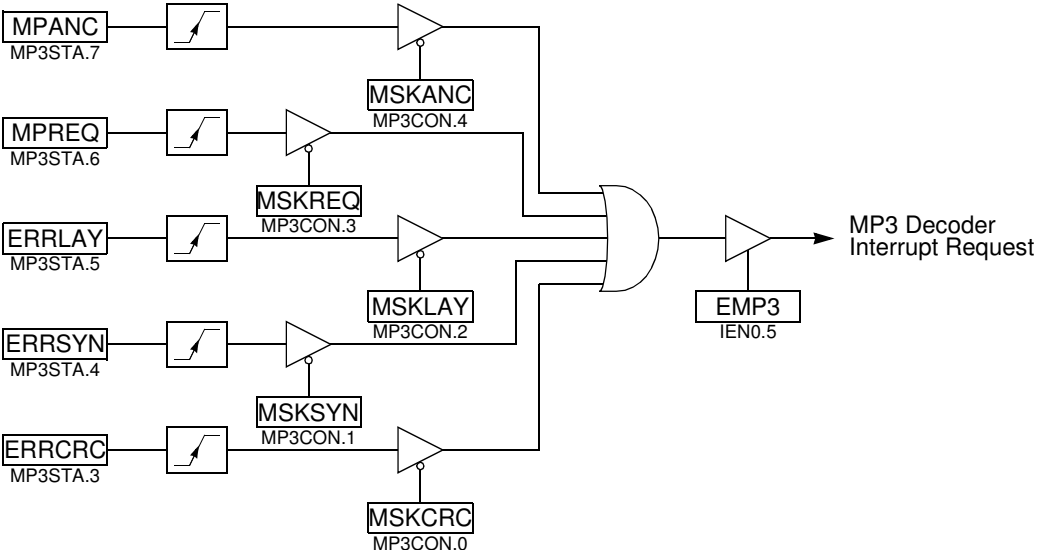 MPANC
MP3STA.7
MSKANC
MP3CON.4
MPREQ
MP3STA.6
MSKREQ
MP3CON.3
ERRLAY
MP3STA.5
MSKLAY
MP3CON.2
MP3 Decoder
Interrupt Request
EMP3
IEN0.5
ERRSYN
MP3STA.4
MSKSYN
MP3CON.1
ERRCRC
MP3STA.3
MSKCRC
MP3CON.0